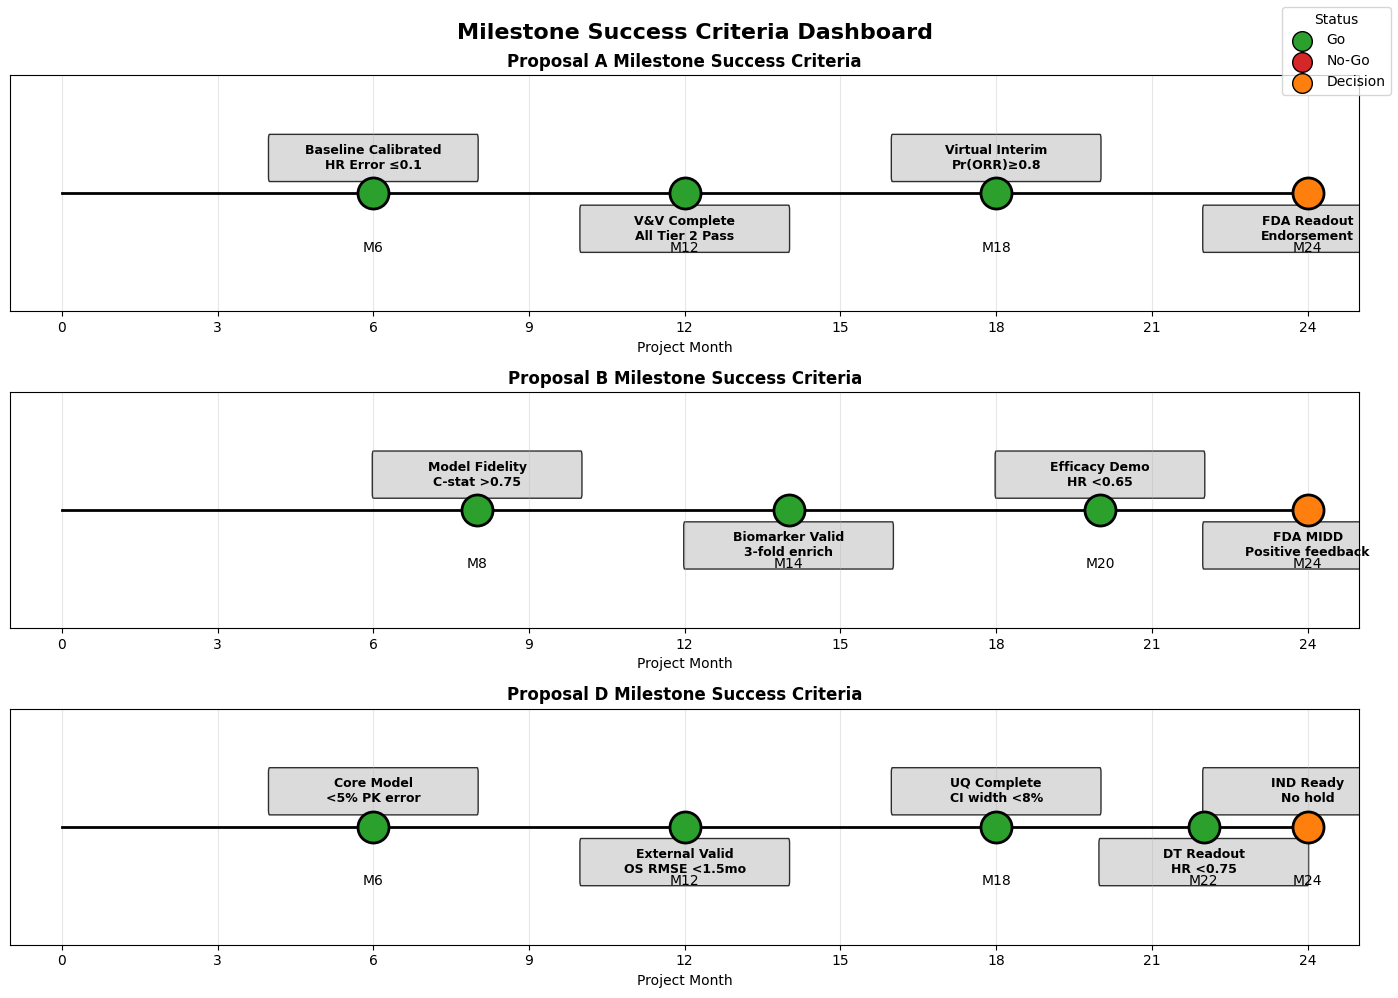 Milestone Success Criteria Dashboard
Status
Go
No-Go
Decision
Proposal A Milestone Success Criteria
Baseline Calibrated
HR Error ≤0.1
Virtual Interim
Pr(ORR)≥0.8
V&V Complete
All Tier 2 Pass
FDA Readout
Endorsement
M6
M12
M18
M24
0
3
6
9
12
15
18
21
24
Project Month
Proposal B Milestone Success Criteria
Model Fidelity
C-stat >0.75
Efficacy Demo
HR <0.65
Biomarker Valid
3-fold enrich
FDA MIDD
Positive feedback
M8
M14
M20
M24
0
3
6
9
12
15
18
21
24
Project Month
Proposal D Milestone Success Criteria
Core Model
<5% PK error
UQ Complete
CI width <8%
IND Ready
No hold
External Valid
OS RMSE <1.5mo
DT Readout
HR <0.75
M6
M12
M18
M22
M24
0
3
6
9
12
15
18
21
24
Project Month